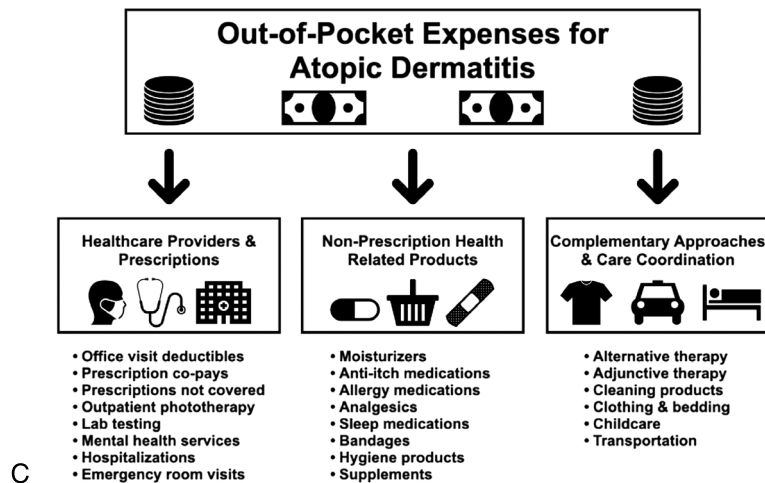 Out-of-Pocket Expenses for
Atopic Dermatitis
Healthcare Providers &
Prescriptions
• Office visit deductibles
• Prescription co-pays
• Prescriptions not covered
• Outpatient phototherapy
• Lab testing
• Mental health services
• Hospitalizations
• Emergency room visits
Non-Prescription Health
Related Products
• Moisturizers
• Anti-itch medications
• Allergy medications
• Analgesics
• Sleep medications
• Bandages
• Hygiene products
• Supplements
Complementary Approaches
& Care Coordination
• Alternative therapy
• Adjunctive therapy
• Cleaning products
• Clothing & bedding
• Childcare
• Transportation
C